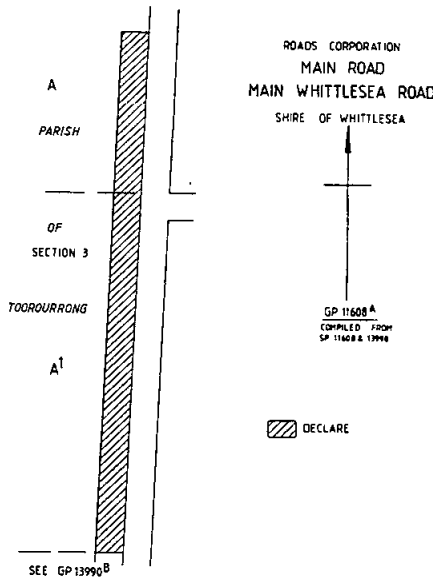 A
PARISH
OF
SECTION 3
TOOROURRONG
A1
SEE GP 13990B
ROADS CORPORATION
MAIN ROAD
MAIN WHITTLESEA ROAD
SHIRE OF WHITTLESEA
GP 11608A
COMPILED FROM
SP 11608 & 13990
DECLARE